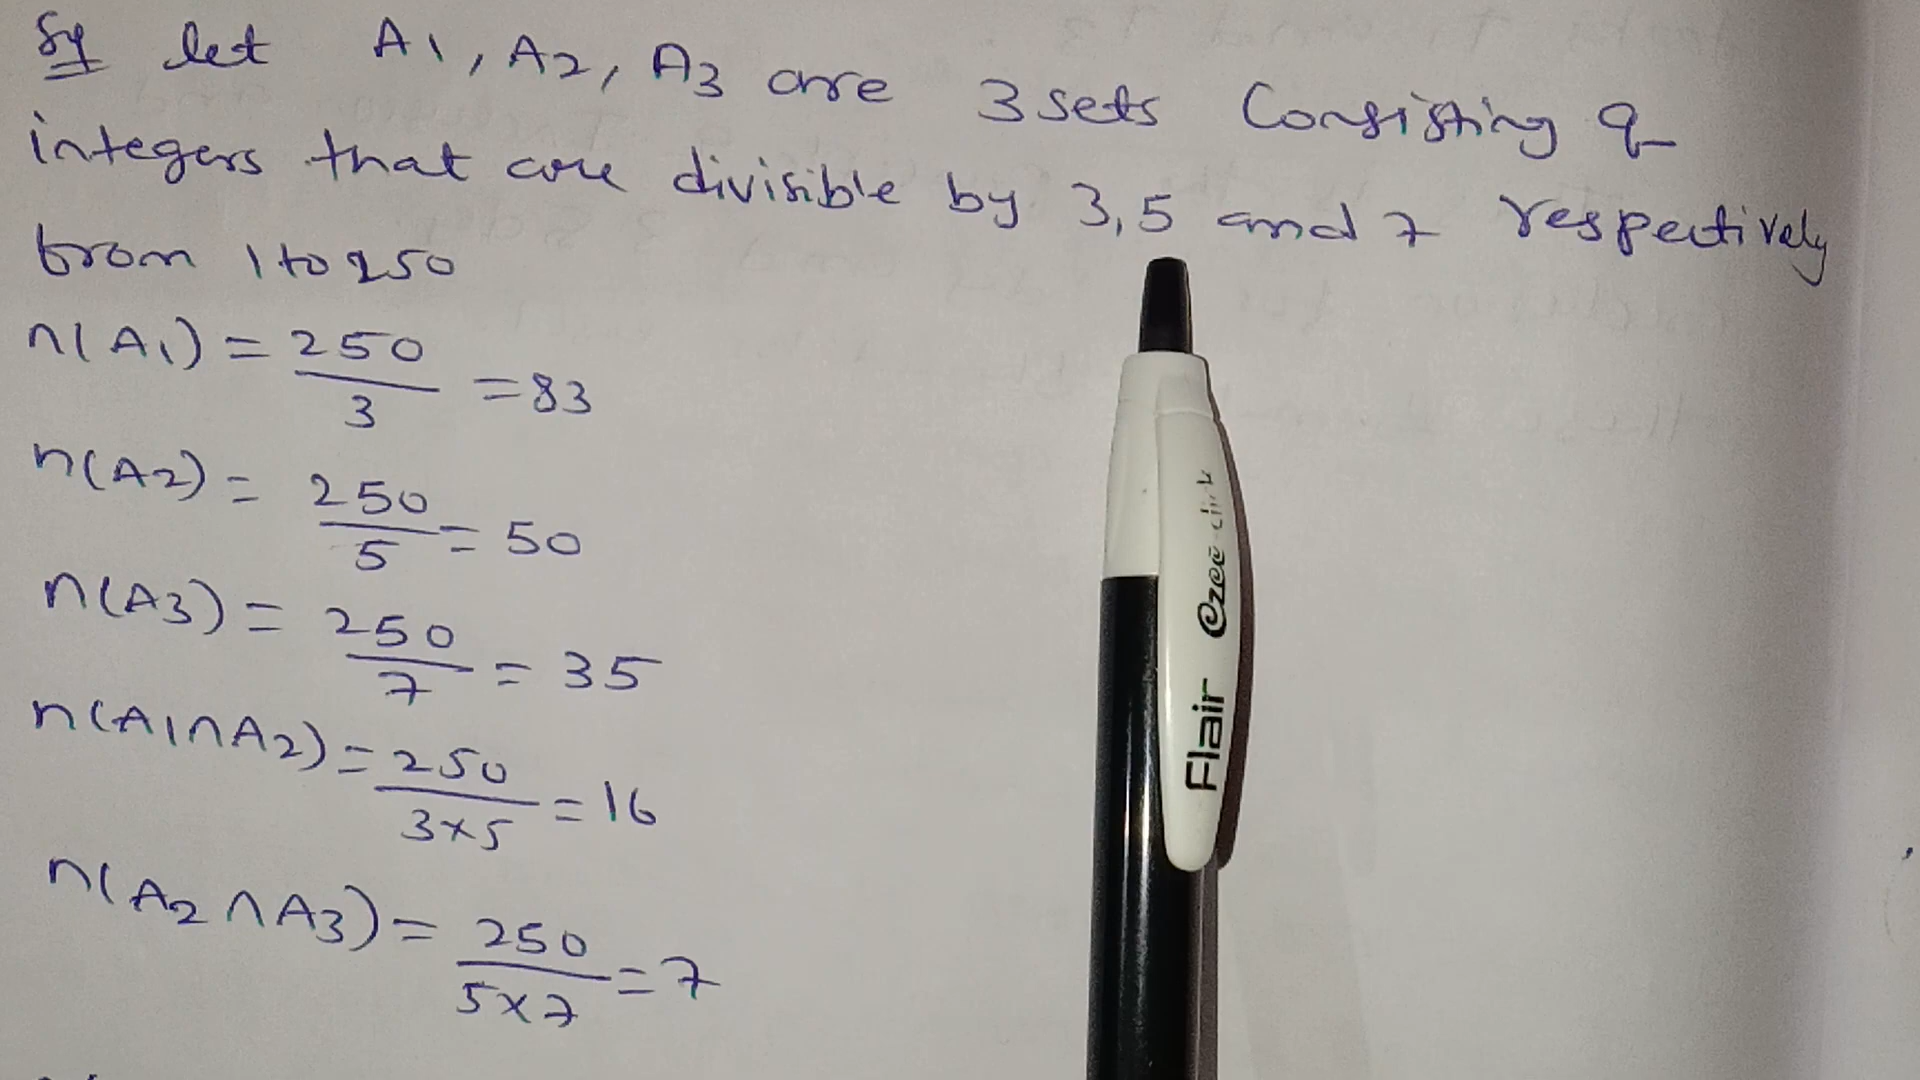 Sol let A1, A2, A3 are 3 sets Consisting of
integers that are divisible by 3,5 and 7 respectively
from 1 to 250
n(A1) = 250/3 = 83
n(A2) = 250/5 = 50
n(A3) = 250/7 = 35
n(A1∩A2) = 250/3×5 = 16
n(A2∩A3) = 250/5×7 = 7
Flair ezee-click